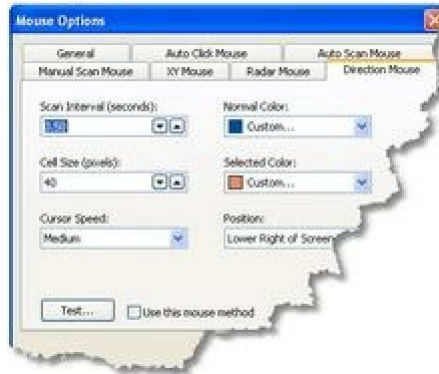 Mouse Options
General Auto Click Mouse Auto Scan Mouse
Manual Scan Mouse XY Mouse Radar Mouse Direction Mouse
Scan Interval (seconds): Normal Color:
Custom...
Cell Size (pixels): Selected Color:
40 Custom...
Cursor Speed: Position:
Medium Lower Right of Screen
Test... Use this mouse method